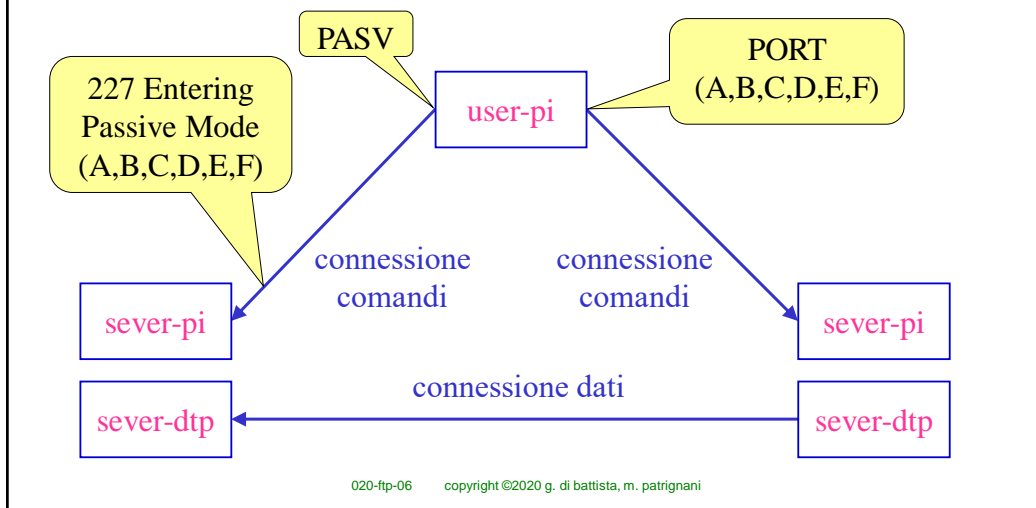 PASV
PORT
(A,B,C,D,E,F)
227 Entering
Passive Mode
(A,B,C,D,E,F)
user-pi
connessione
comandi
connessione
comandi
sever-pi
sever-pi
connessione dati
sever-dtp
sever-dtp
020-ftp-06 copyright ©2020 g. di battista, m. patrignani